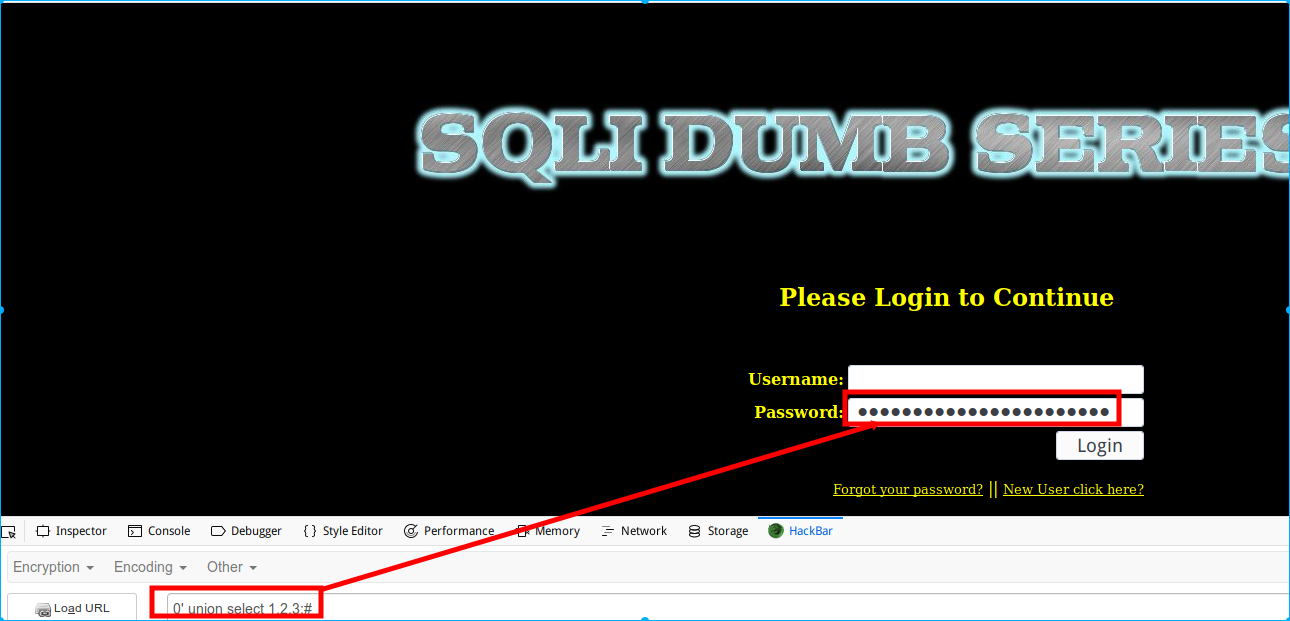 SQLI DUMB SERIES
Please Login to Continue
Username:
Password: ●●●●●●●●●●●●●●●●●●●●●●●
Login
Forgot your password? || New User click here?
Inspector Console Debugger { } Style Editor Performance Memory Network Storage HackBar
Encryption Encoding Other
Load URL 0' union select 1,2,3;#